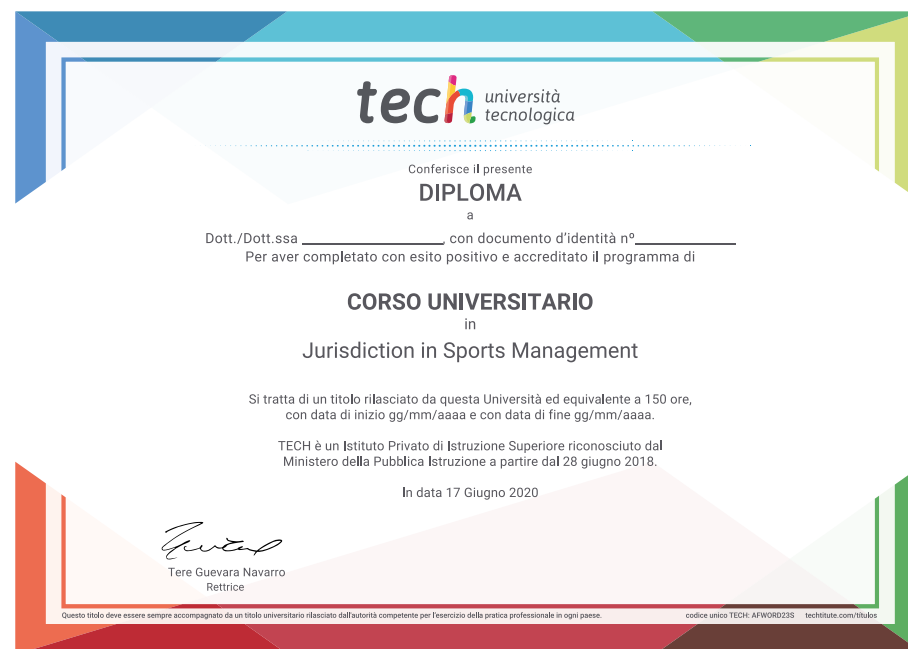 tech università
tecnologica
Conferisce il presente
DIPLOMA
a
Dott./Dott.ssa ____________________, con documento d'identità nº______________
Per aver completato con esito positivo e accreditato il programma di
CORSO UNIVERSITARIO
in
Jurisdiction in Sports Management
Si tratta di un titolo rilasciato da questa Università ed equivalente a 150 ore,
con data di inizio gg/mm/aaaa e con data di fine gg/mm/aaaa.
TECH è un Istituto Privato di Istruzione Superiore riconosciuto dal
Ministero della Pubblica Istruzione a partire dal 28 giugno 2018.
In data 17 Giugno 2020
Tere Guevara Navarro
Rettrice
Questo titolo deve essere sempre accompagnato da un titolo universitario rilasciato dall'autorità competente per l'esercizio della pratica professionale in ogni paese. codice unico TECH: AFWORD23S techtitute.com/titulos